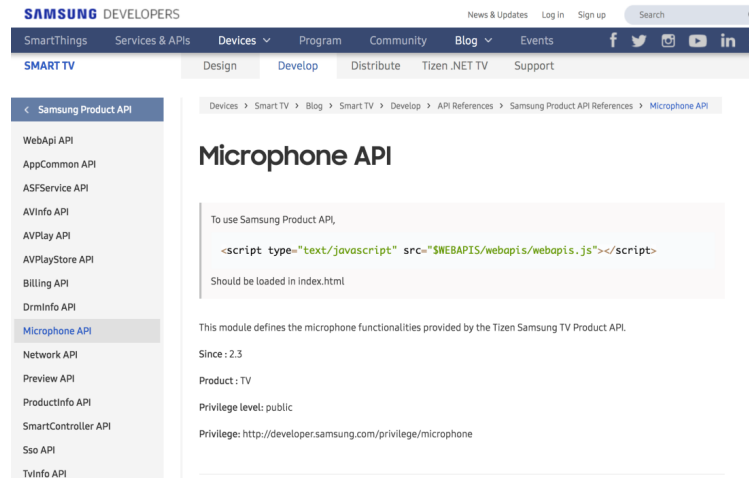 SAMSUNG DEVELOPERS
News & Updates Log in Sign up Search
SmartThings Services & APIs Devices Program Community Blog Events
SMART TV Design Develop Distribute Tizen .NET TV Support
< Samsung Product API
WebApi API
AppCommon API
ASFService API
AVInfo API
AVPlay API
AVPlayStore API
Billing API
DrmInfo API
Microphone API
Network API
Preview API
ProductInfo API
SmartController API
Sso API
TvInfo API
Devices > Smart TV > Blog > Smart TV > Develop > API References > Samsung Product API References > Microphone API
Microphone API
To use Samsung Product API,
<script type="text/javascript" src="$WEBAPIS/webapis/webapis.js"></script>
Should be loaded in index.html
This module defines the microphone functionalities provided by the Tizen Samsung TV Product API.
Since : 2.3
Product : TV
Privilege level: public
Privilege: http://developer.samsung.com/privilege/microphone